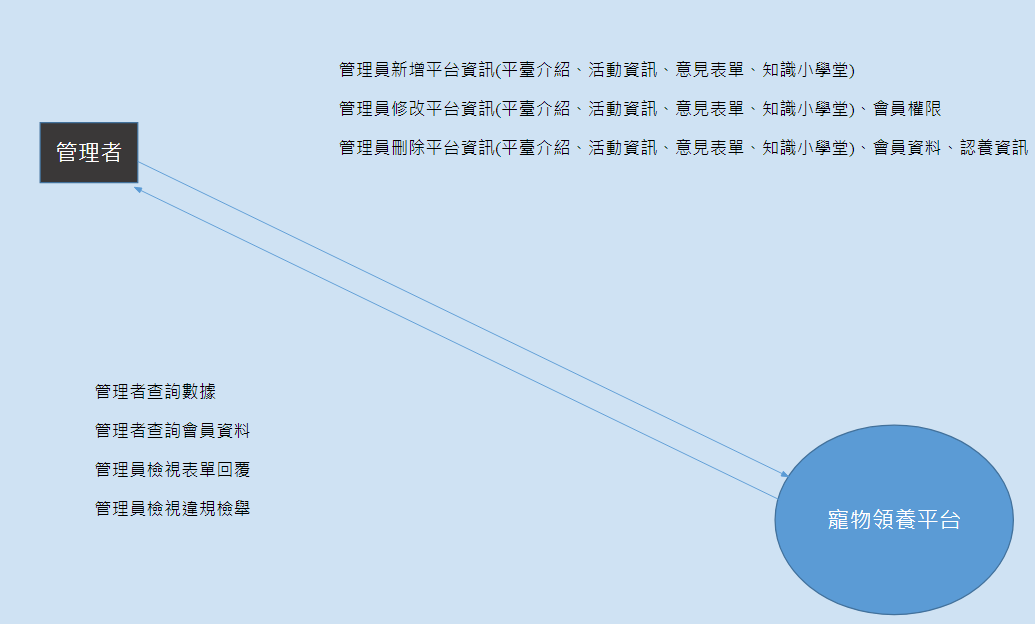 管理員新增平台資訊(平臺介紹、活動資訊、意見表單、知識小學堂)
管理員修改平台資訊(平臺介紹、活動資訊、意見表單、知識小學堂)、會員權限
管理員刪除平台資訊(平臺介紹、活動資訊、意見表單、知識小學堂)、會員資料、認養資訊
管理者
管理者查詢數據
管理者查詢會員資料
管理員檢視表單回覆
管理員檢視違規檢舉
寵物領養平台